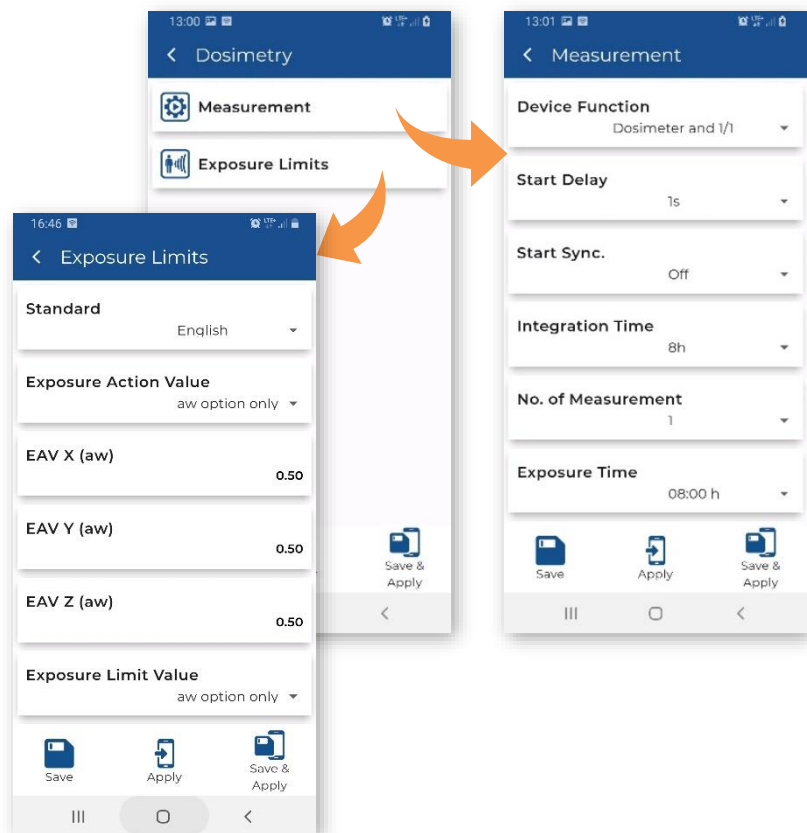 13:00
LTE+
Dosimetry
Measurement
Exposure Limits
Save &
Apply
16:46
LTE+
Exposure Limits
Standard
English
Exposure Action Value
aw option only
EAV X (aw)
0.50
EAV Y (aw)
0.50
EAV Z (aw)
0.50
Exposure Limit Value
aw option only
Save
Apply
Save &
Apply
13:01
LTE+
Measurement
Device Function
Dosimeter and 1/1
Start Delay
1s
Start Sync.
Off
Integration Time
8h
No. of Measurement
1
Exposure Time
08:00 h
Save
Apply
Save &
Apply